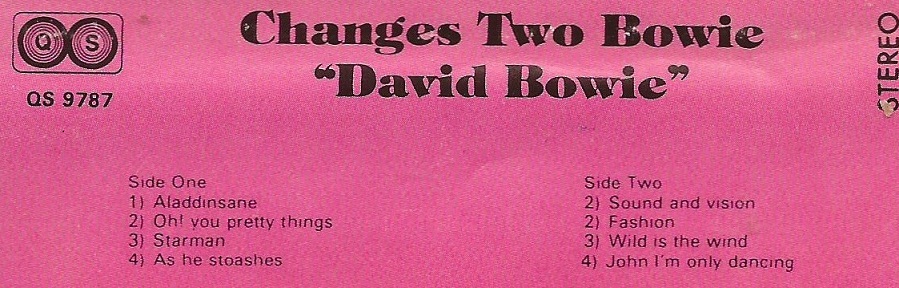 Q S
Changes Two Bowie
"David Bowie"
STEREO
QS 9787
Side One
1) Aladdinsane
2) Oh! you pretty things
3) Starman
4) As he stoashes
Side Two
2) Sound and vision
2) Fashion
3) Wild is the wind
4) John I'm only dancing